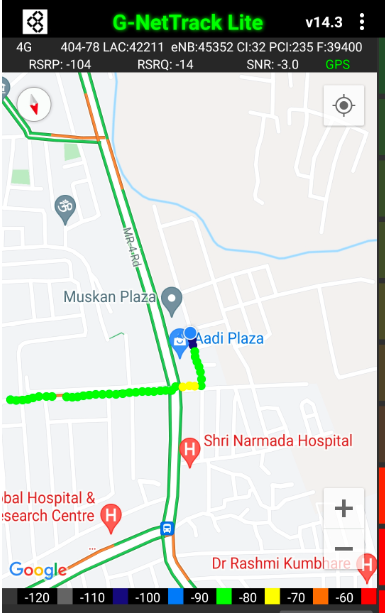 G-NetTrack Lite
v14.3
4G 404-78 LAC:42211 eNB:45352 CI:32 PCI:235 F:39400
RSRP: -104 RSRQ: -14 SNR: -3.0 GPS
ॐ
MR 4 Rd
Muskan Plaza
Aadi Plaza
Shri Narmada Hospital
H
obal Hospital &
esearch Centre
H
Dr Rashmi Kumbhare
H
+
−
Google
-120 -110 -100 -90 -80 -70 -60